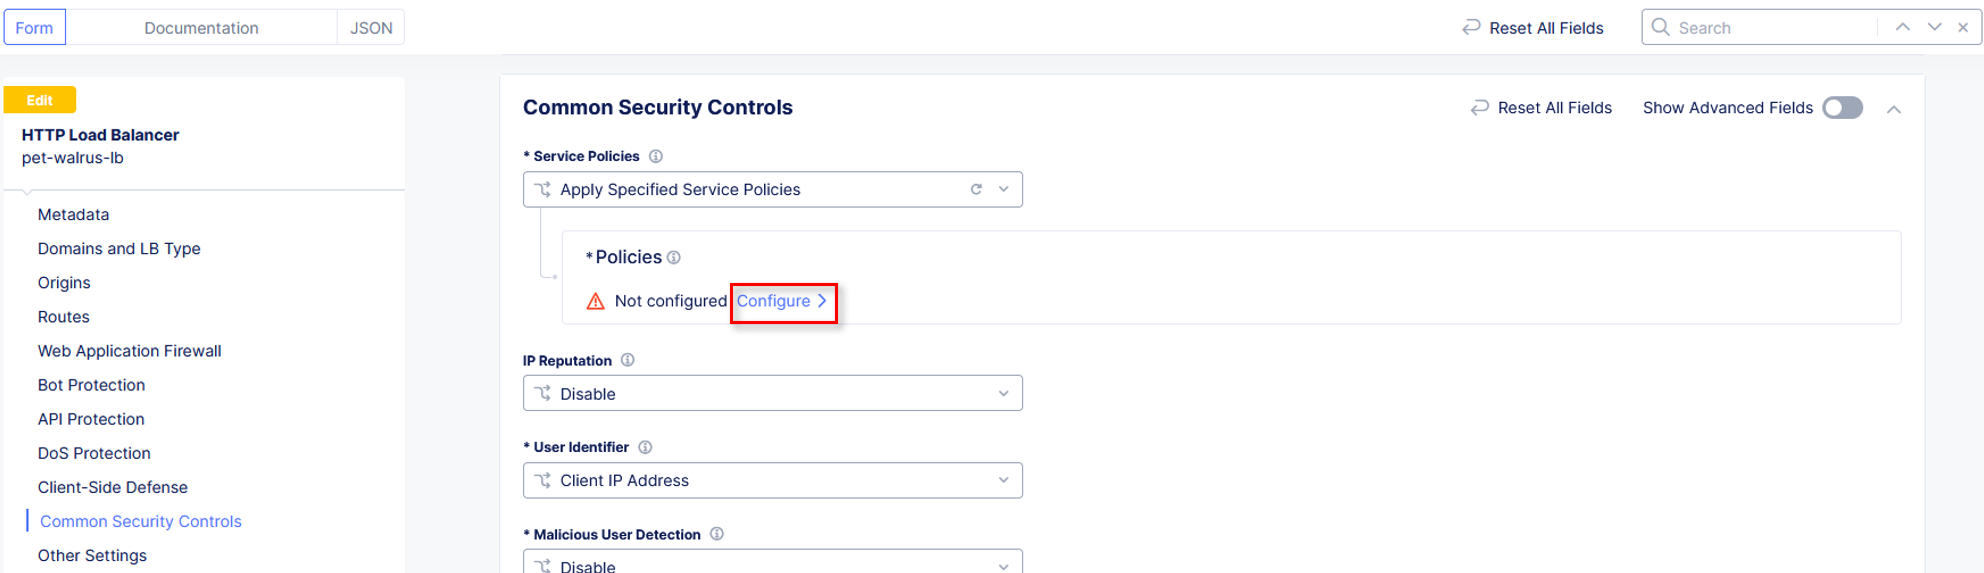 Form Documentation JSON
Reset All Fields
Search
Edit
HTTP Load Balancer
pet-walrus-lb
Metadata
Domains and LB Type
Origins
Routes
Web Application Firewall
Bot Protection
API Protection
DoS Protection
Client-Side Defense
Common Security Controls
Other Settings
Common Security Controls
Reset All Fields
Show Advanced Fields
* Service Policies
Apply Specified Service Policies
* Policies
Not configured Configure
IP Reputation
Disable
* User Identifier
Client IP Address
* Malicious User Detection
Disable